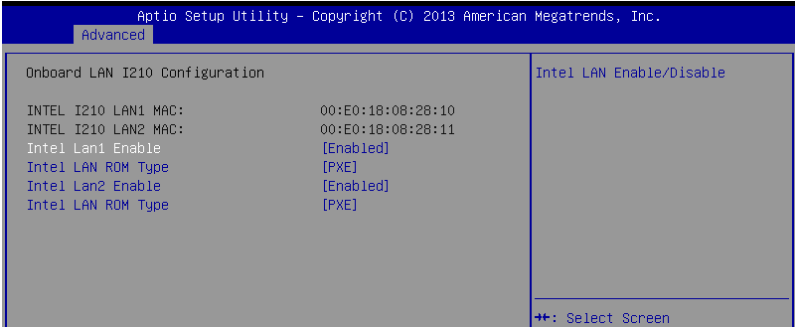 Aptio Setup Utility – Copyright (C) 2013 American Megatrends, Inc.
Advanced
Onboard LAN I210 Configuration
Intel LAN Enable/Disable
INTEL I210 LAN1 MAC: 00:E0:18:08:28:10
INTEL I210 LAN2 MAC: 00:E0:18:08:28:11
Intel Lan1 Enable [Enabled]
Intel LAN ROM Type [PXE]
Intel Lan2 Enable [Enabled]
Intel LAN ROM Type [PXE]
→←: Select Screen